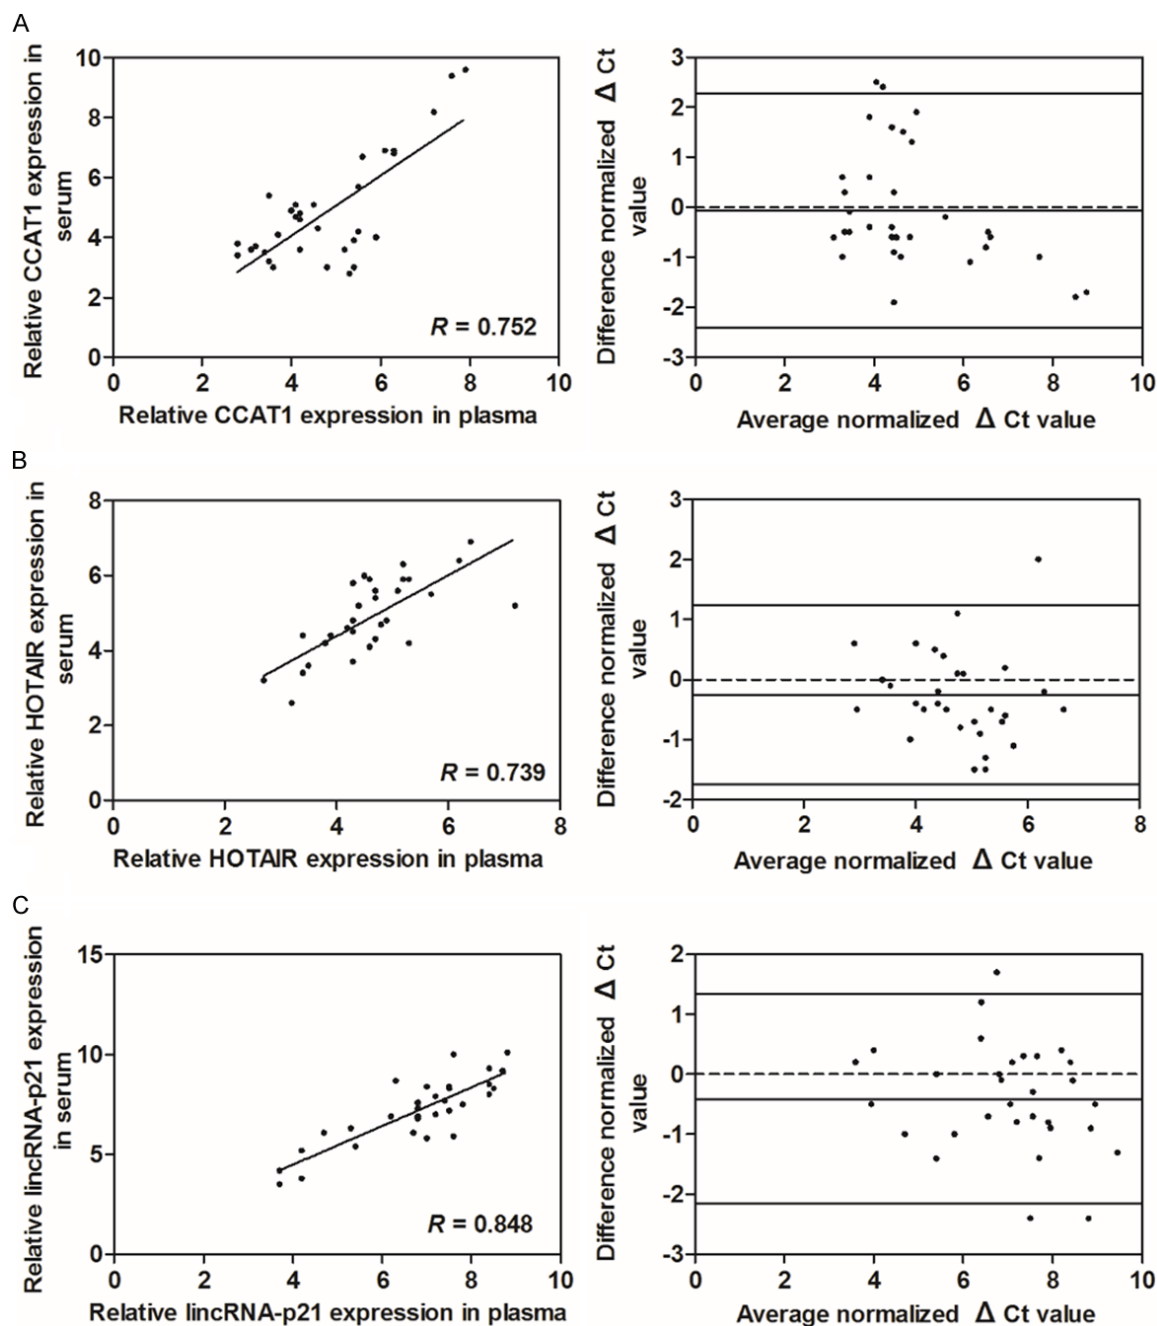 A
Relative CCAT1 expression in
serum
10
8
6
4
2
0
R = 0.752
0 2 4 6 8 10
Relative CCAT1 expression in plasma
Difference normalized Δ Ct
value
3
2
1
0
-1
-2
-3
0 2 4 6 8 10
Average normalized Δ Ct value
B
Relative HOTAIR expression in
serum
8
6
4
2
0
R = 0.739
0 2 4 6 8
Relative HOTAIR expression in plasma
Difference normalized Δ Ct
value
3
2
1
0
-1
-2
0 2 4 6 8
Average normalized Δ Ct value
C
Relative lincRNA-p21 expression
in serum
15
10
5
0
R = 0.848
0 2 4 6 8 10
Relative lincRNA-p21 expression in plasma
Difference normalized Δ Ct
value
2
1
0
-1
-2
-3
0 2 4 6 8 10
Average normalized Δ Ct value